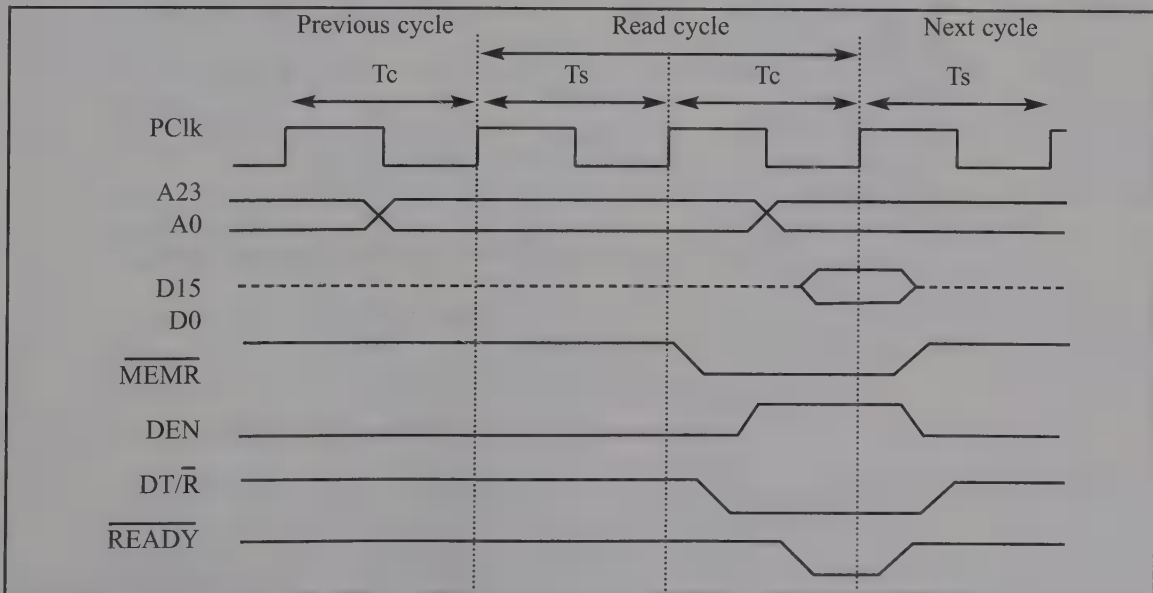 Previous cycle Read cycle Next cycle
Tc Ts Tc Ts
PClk
A23
A0
D15
D0
MEMR
DEN
DT/R̅
READY